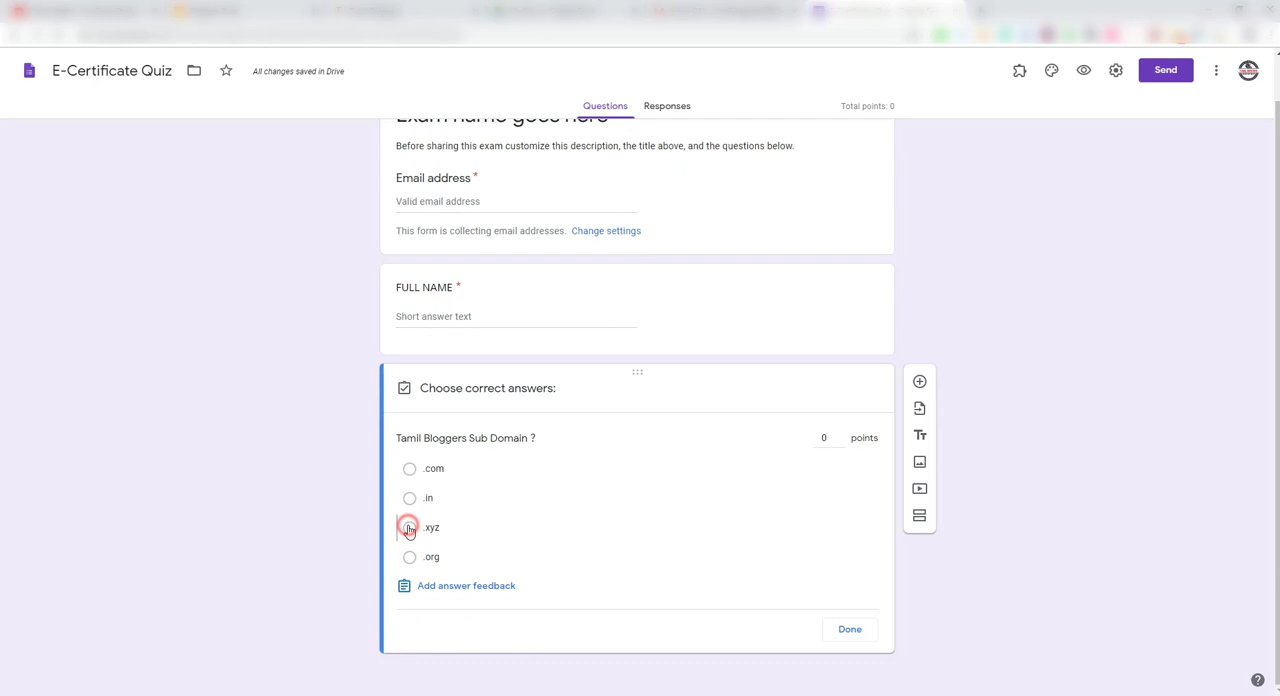 E-Certificate Quiz
All changes saved in Drive
Send
Questions
Responses
Total points: 0
Exam name goes here
Before sharing this exam customize this description, the title above, and the questions below.
Email address *
Valid email address
This form is collecting email addresses. Change settings
FULL NAME *
Short answer text
Choose correct answers:
Tamil Bloggers Sub Domain ?
0 points
.com
.in
.xyz
.org
Add answer feedback
Done